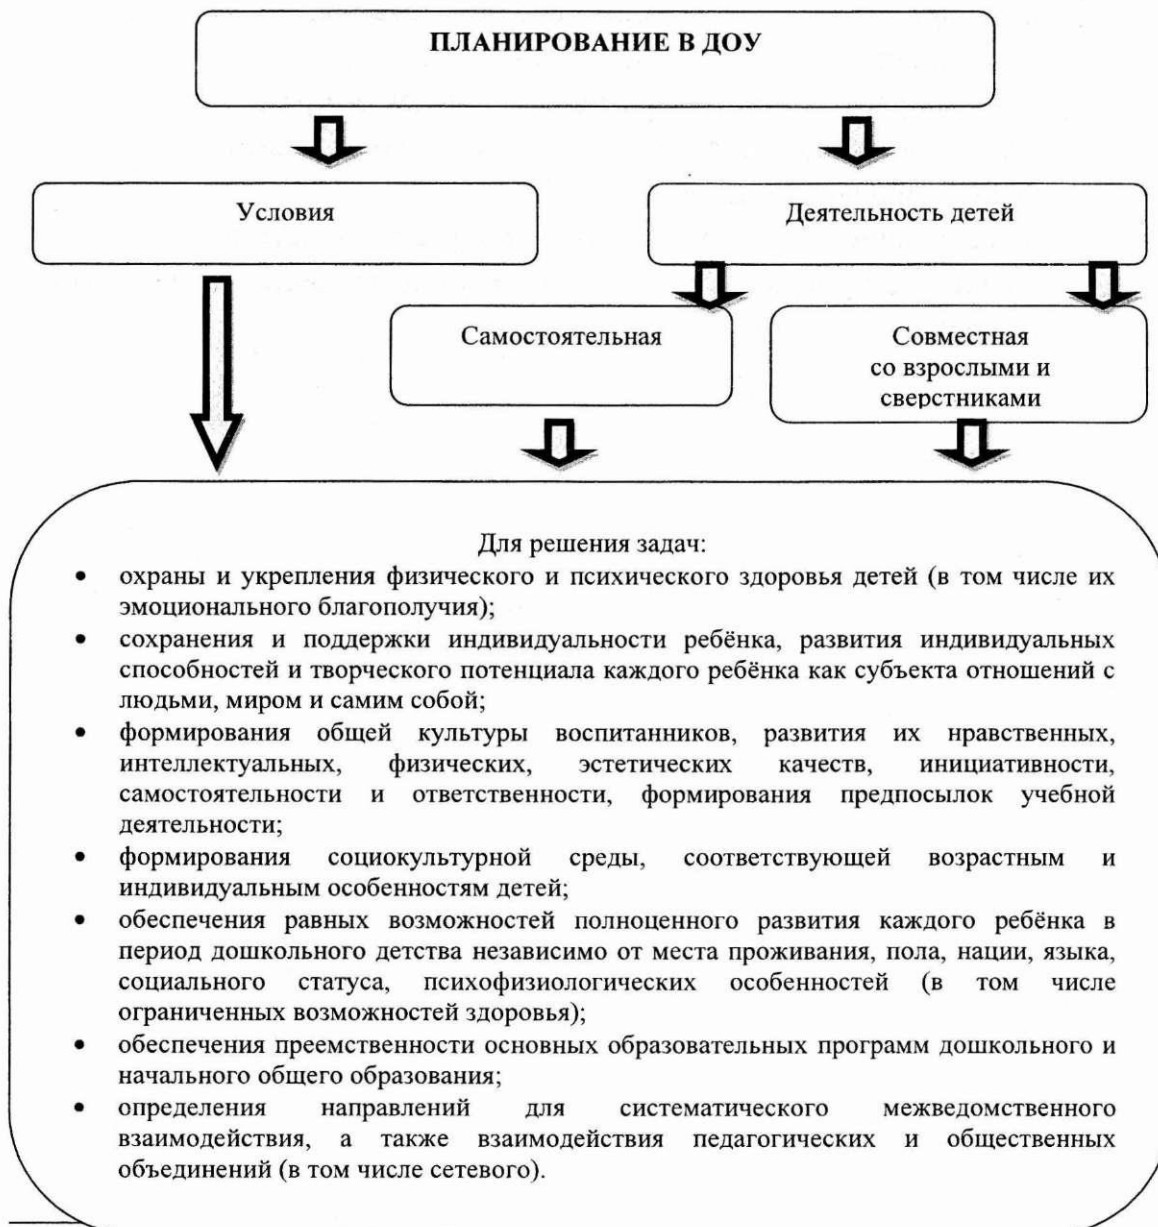 ПЛАНИРОВАНИЕ В ДОУ
Условия
Деятельность детей
Самостоятельная
Совместная
со взрослыми и
сверстниками
Для решения задач:
• охраны и укрепления физического и психического здоровья детей (в том числе их
эмоционального благополучия);
• сохранения и поддержки индивидуальности ребёнка, развития индивидуальных
способностей и творческого потенциала каждого ребёнка как субъекта отношений с
людьми, миром и самим собой;
• формирования общей культуры воспитанников, развития их нравственных,
интеллектуальных, физических, эстетических качеств, инициативности,
самостоятельности и ответственности, формирования предпосылок учебной
деятельности;
• формирования социокультурной среды, соответствующей возрастным и
индивидуальным особенностям детей;
• обеспечения равных возможностей полноценного развития каждого ребёнка в
период дошкольного детства независимо от места проживания, пола, нации, языка,
социального статуса, психофизиологических особенностей (в том числе
ограниченных возможностей здоровья);
• обеспечения преемственности основных образовательных программ дошкольного и
начального общего образования;
• определения направлений для систематического межведомственного
взаимодействия, а также взаимодействия педагогических и общественных
объединений (в том числе сетевого).